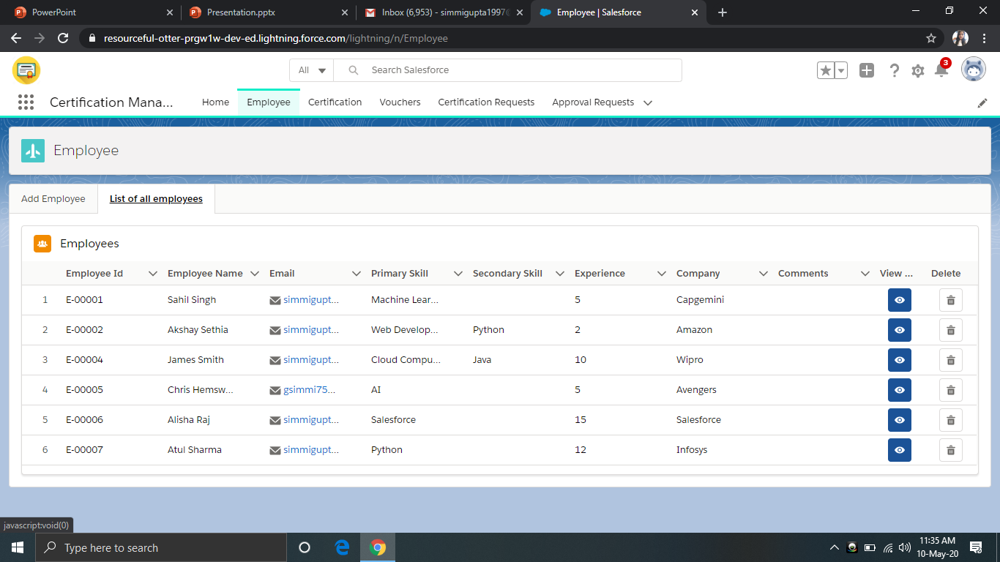 PowerPoint
Presentation.pptx
Inbox (6,953) - simmigupta1997@
Employee | Salesforce
resourceful-otter-prgw1w-dev-ed.lightning.force.com/lightning/n/Employee
All
Search Salesforce
3
Certification Mana...
Home
Employee
Certification
Vouchers
Certification Requests
Approval Requests
Employee
Add Employee
List of all employees
Employees
Employee Id Employee Name Email Primary Skill Secondary Skill Experience Company Comments View ... Delete
1 E-00001 Sahil Singh simmigupt... Machine Lear... 5 Capgemini
2 E-00002 Akshay Sethia simmigupt... Web Develop... Python 2 Amazon
3 E-00004 James Smith simmigupt... Cloud Compu... Java 10 Wipro
4 E-00005 Chris Hemsw... gsimmi75... AI 5 Avengers
5 E-00006 Alisha Raj simmigupt... Salesforce 15 Salesforce
6 E-00007 Atul Sharma simmigupt... Python 12 Infosys
javascript:void(0)
Type here to search
11:35 AM
10-May-20